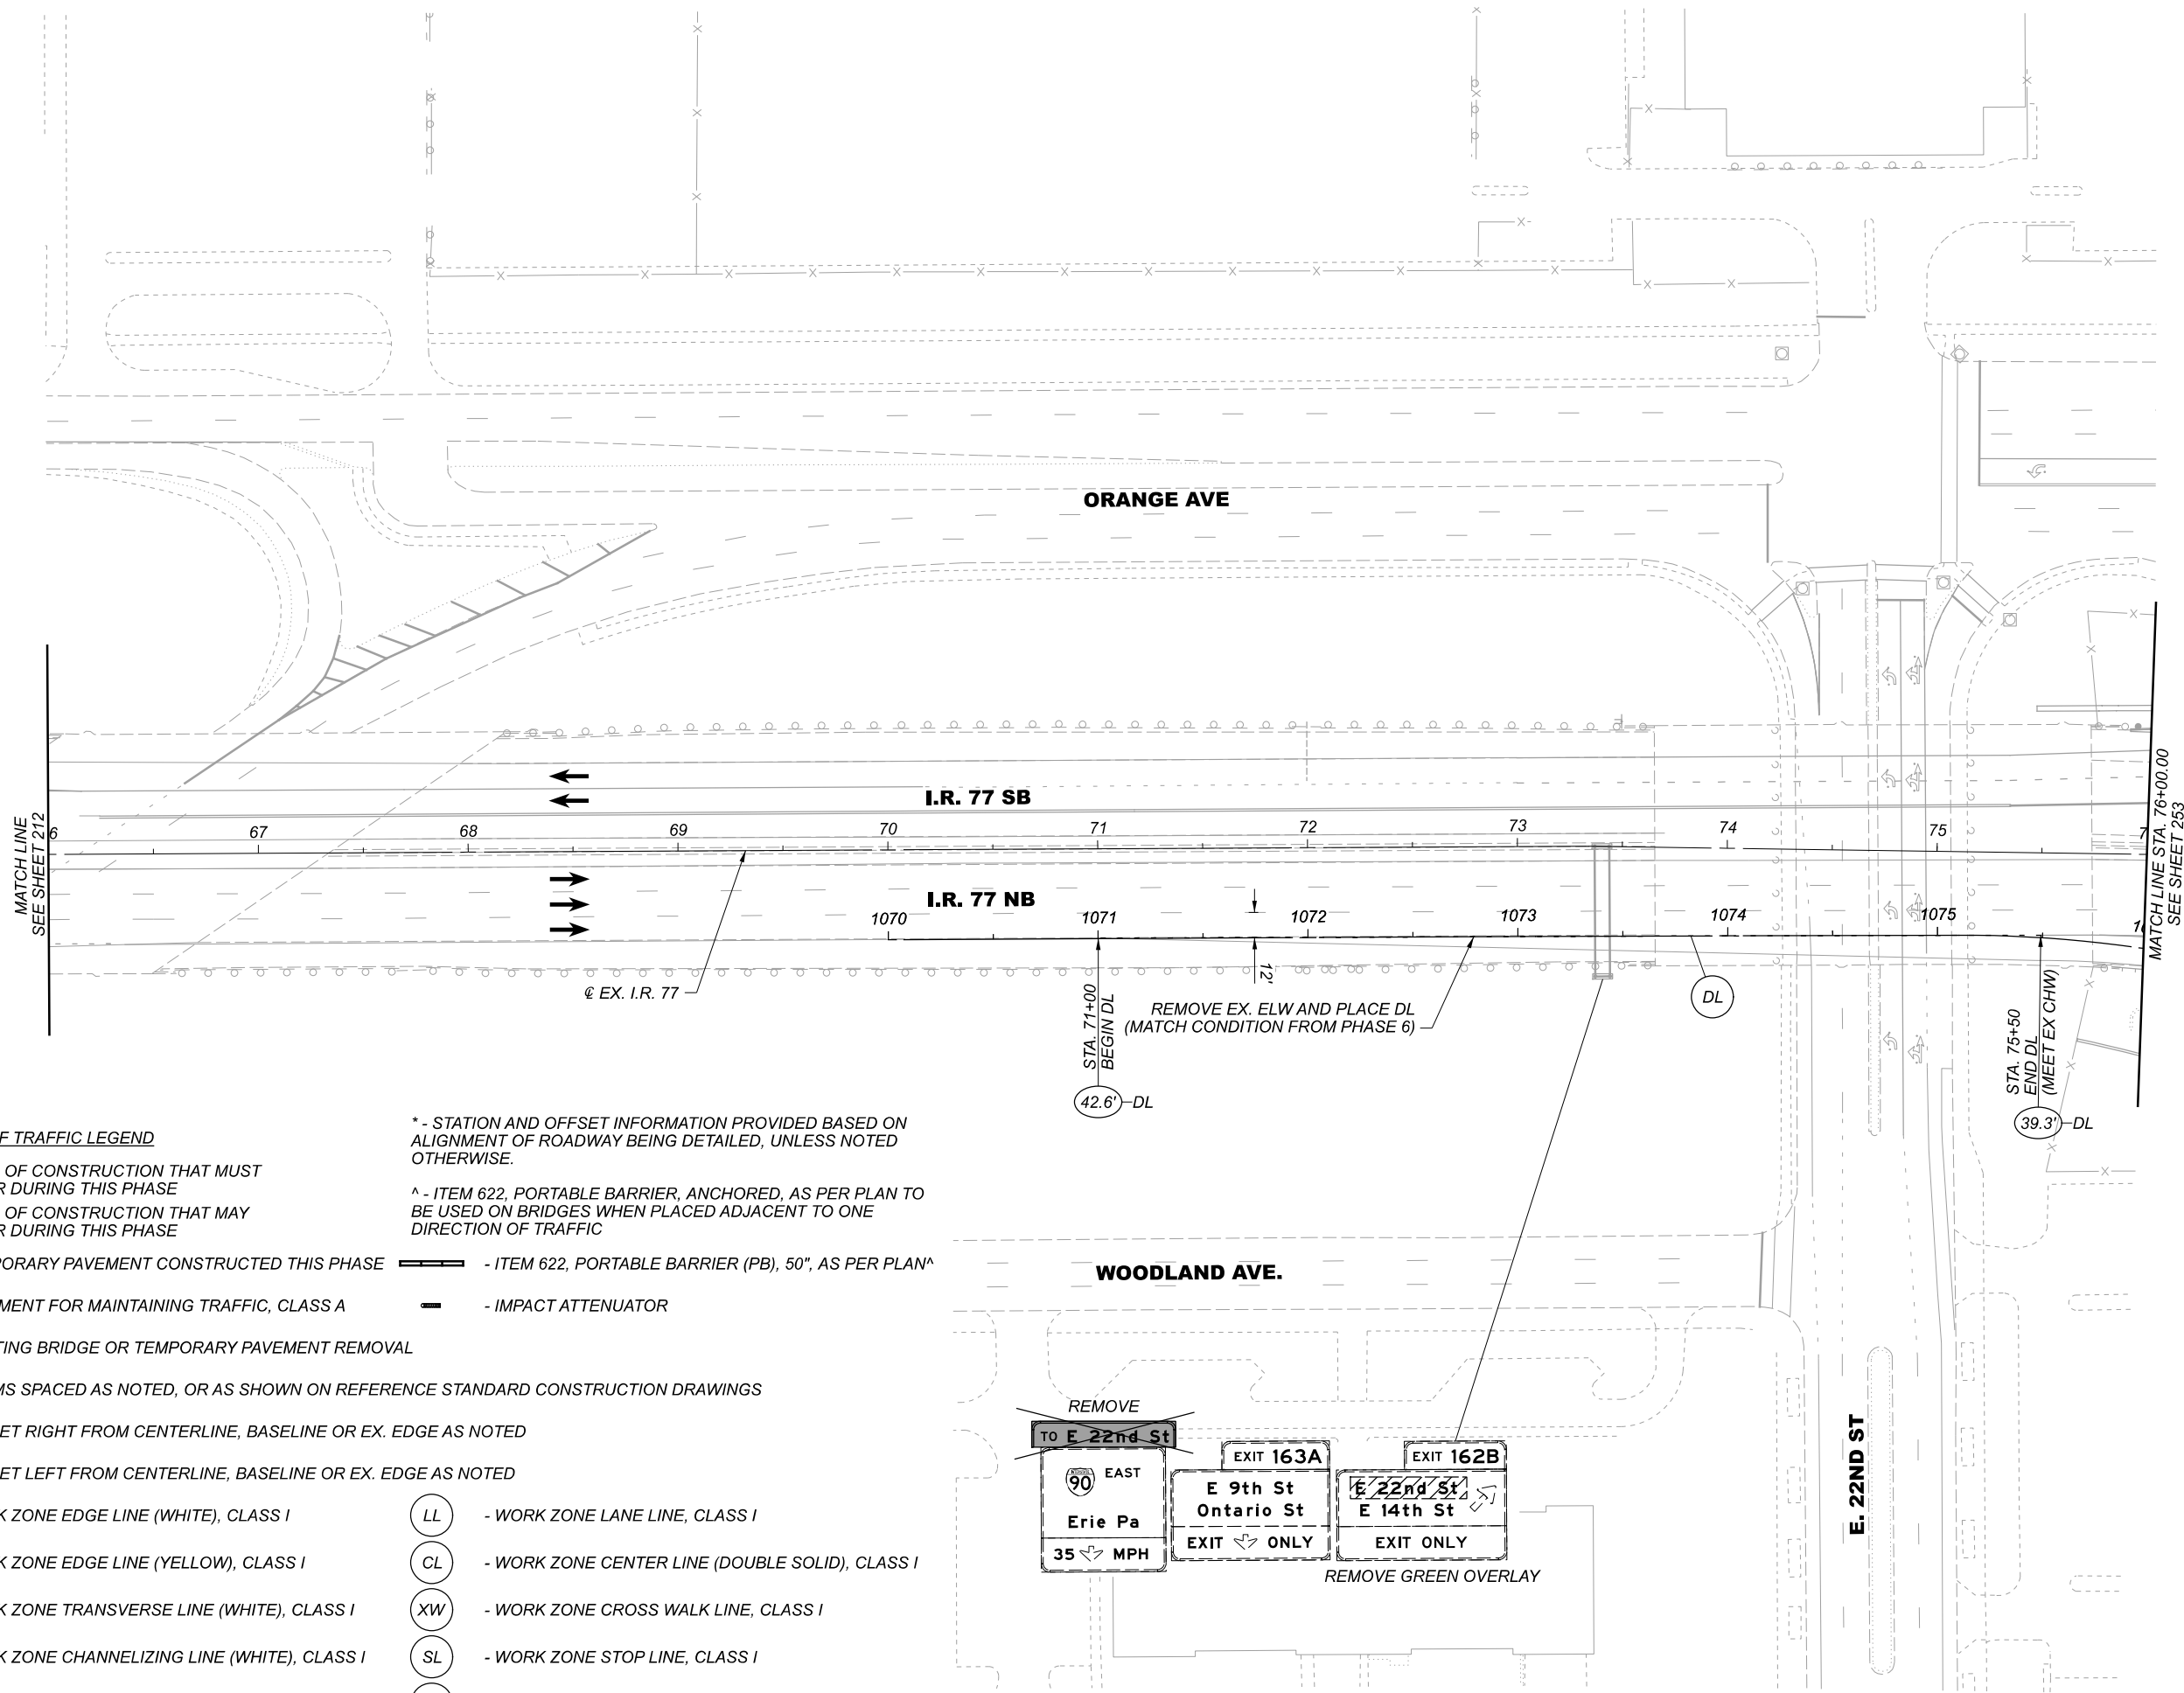 ORANGE AVE
I.R. 77 SB
67
68
69
70
71
72
73
74
75
I.R. 77 NB
1070
1071
1072
1073
1074
1075
MATCH LINE
SEE SHEET 212
MATCH LINE STA. 76+00.00
SEE SHEET 253
℄ EX. I.R. 77
12'
STA. 71+00
BEGIN DL
42.6' DL
REMOVE EX. ELW AND PLACE DL
(MATCH CONDITION FROM PHASE 6)
DL
STA. 75+50
END DL
(MEET EX CHW)
39.3' DL
F TRAFFIC LEGEND
OF CONSTRUCTION THAT MUST
R DURING THIS PHASE
OF CONSTRUCTION THAT MAY
R DURING THIS PHASE
PORARY PAVEMENT CONSTRUCTED THIS PHASE
MENT FOR MAINTAINING TRAFFIC, CLASS A
TING BRIDGE OR TEMPORARY PAVEMENT REMOVAL
MS SPACED AS NOTED, OR AS SHOWN ON REFERENCE STANDARD CONSTRUCTION DRAWINGS
ET RIGHT FROM CENTERLINE, BASELINE OR EX. EDGE AS NOTED
ET LEFT FROM CENTERLINE, BASELINE OR EX. EDGE AS NOTED
K ZONE EDGE LINE (WHITE), CLASS I
K ZONE EDGE LINE (YELLOW), CLASS I
K ZONE TRANSVERSE LINE (WHITE), CLASS I
K ZONE CHANNELIZING LINE (WHITE), CLASS I
* - STATION AND OFFSET INFORMATION PROVIDED BASED ON
ALIGNMENT OF ROADWAY BEING DETAILED, UNLESS NOTED
OTHERWISE.
^ - ITEM 622, PORTABLE BARRIER, ANCHORED, AS PER PLAN TO
BE USED ON BRIDGES WHEN PLACED ADJACENT TO ONE
DIRECTION OF TRAFFIC
- ITEM 622, PORTABLE BARRIER (PB), 50", AS PER PLAN^
- IMPACT ATTENUATOR
LL - WORK ZONE LANE LINE, CLASS I
CL - WORK ZONE CENTER LINE (DOUBLE SOLID), CLASS I
XW - WORK ZONE CROSS WALK LINE, CLASS I
SL - WORK ZONE STOP LINE, CLASS I
WOODLAND AVE.
REMOVE
TO E 22nd St
90 EAST
Erie Pa
35 MPH
EXIT 163A
E 9th St
Ontario St
EXIT ONLY
EXIT 162B
E 22nd St
E 14th St
EXIT ONLY
REMOVE GREEN OVERLAY
E. 22ND ST